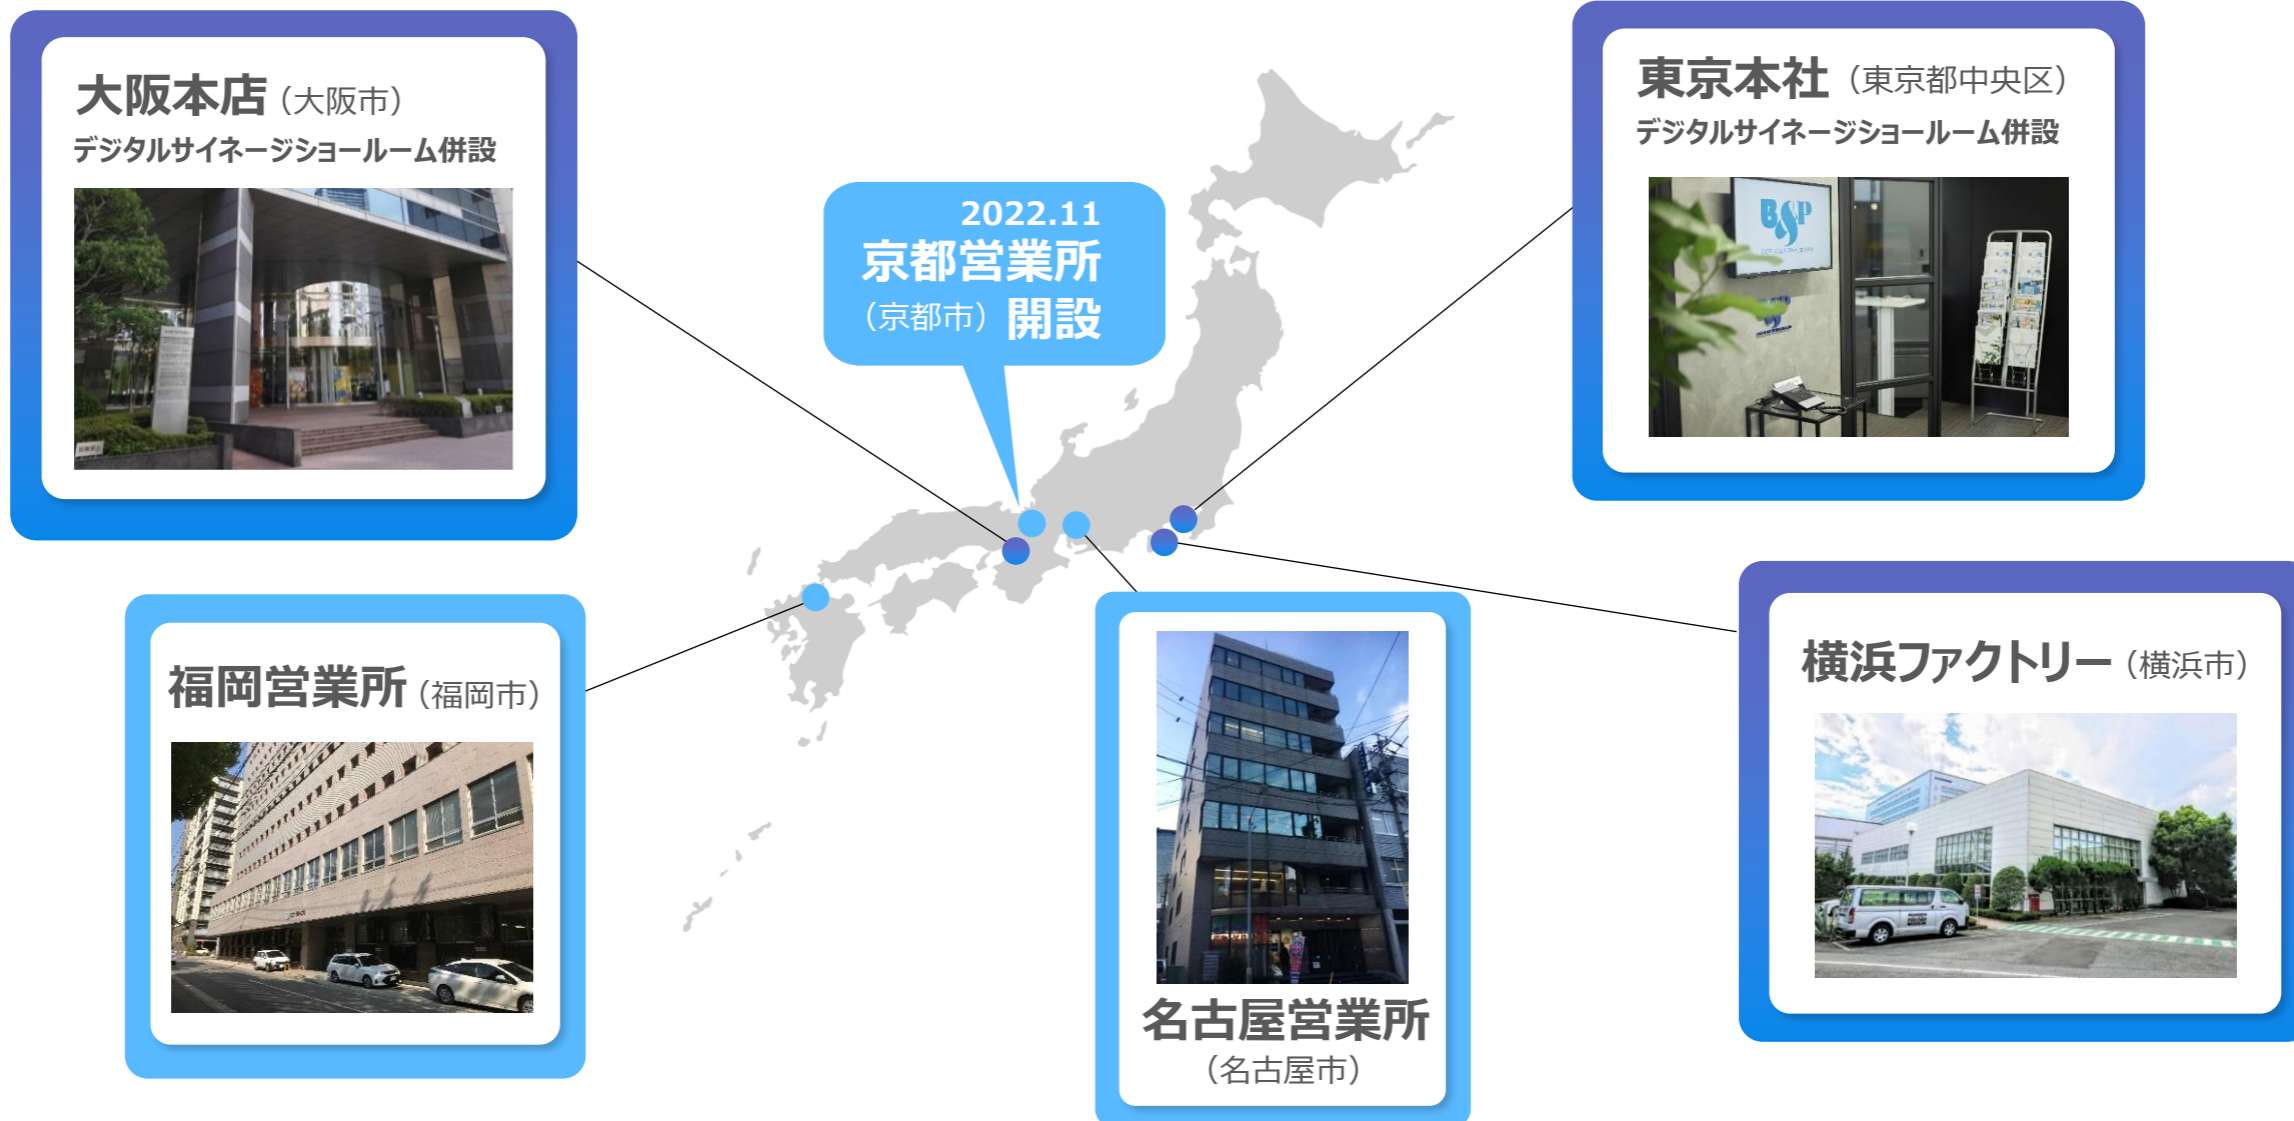 大阪本店（大阪市）
デジタルサイネージショールーム併設
2022.11
京都営業所
（京都市）開設
東京本社（東京都中央区）
デジタルサイネージショールーム併設
福岡営業所（福岡市）
名古屋営業所
（名古屋市）
横浜ファクトリー（横浜市）